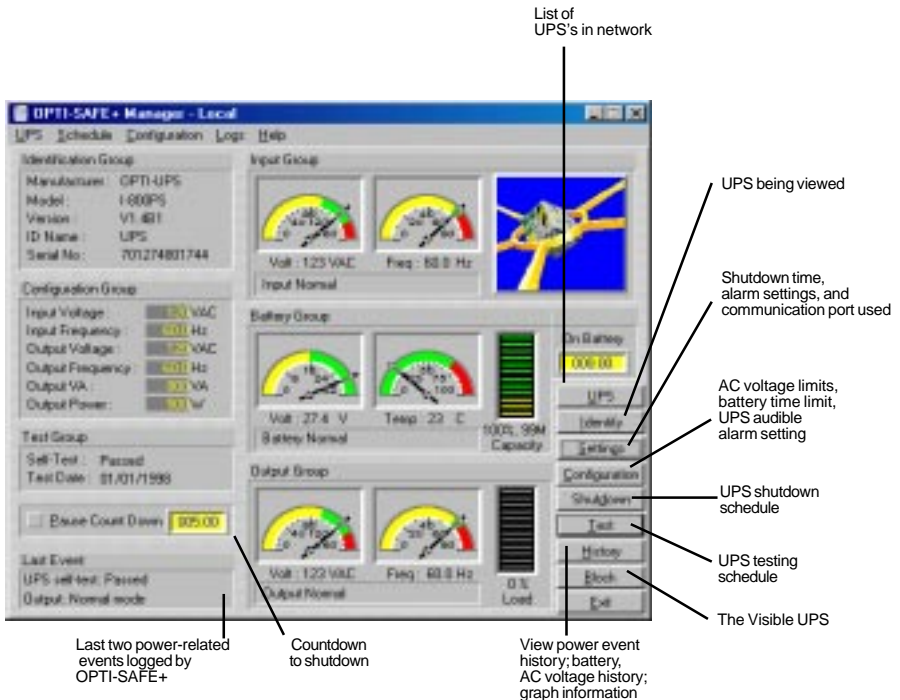 List of
UPS's in network
OPTI-SAFE+ Manager - Local
UPS Schedule Configuration Logs Help
Identification Group
Manufacturer: OPTI-UPS
Model:
Version:
ID Name: UPS
Serial No: 701274801744
Configuration Group
Input Voltage VAC
Input Frequency Hz
Output Voltage: VAC
Output Frequency Hz
Output VA: VA
Output Power: W
Test Group
Self-Test: Passed
Test Date: 01/01/1998
Pause Count Down 005:00
Last Event
UPS self-test: Passed
Output: Normal mode
Input Group
Volt: 123 VAC
Freq: 60.0 Hz
Input Normal
Battery Group
Volt: 27.4 V
Temp: 23 C
100%, 99M
Capacity
Battery Normal
Output Group
Volt: 123 VAC
Freq: 60.0 Hz
0 %
Load
Output Normal
On Battery
000:00
UPS
Identify
Settings
Configuration
Shutdown
Test
History
Block
Exit
UPS being viewed
Shutdown time,
alarm settings, and
communication port used
AC voltage limits,
battery time limit,
UPS audible
alarm setting
UPS shutdown
schedule
UPS testing
schedule
The Visible UPS
Last two power-related
events logged by
OPTI-SAFE+
Countdown
to shutdown
View power event
history; battery,
AC voltage history;
graph information